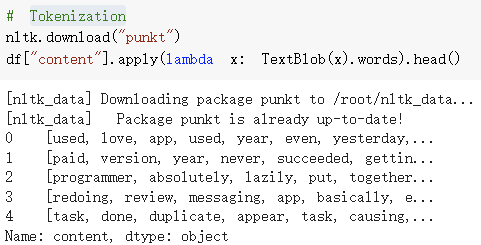 # Tokenization
nltk.download("punkt")
df["content"].apply(lambda x: TextBlob(x).words).head()
[nltk_data] Downloading package punkt to /root/nltk_data...
[nltk_data]   Package punkt is already up-to-date!
0    [used, love, app, used, year, even, yesterday,...
1    [paid, version, year, never, succeeded, gettin...
2    [programmer, absolutely, lazily, put, together...
3    [redoing, review, messaging, app, basically, e...
4    [task, done, duplicate, appear, task, causing,...
Name: content, dtype: object